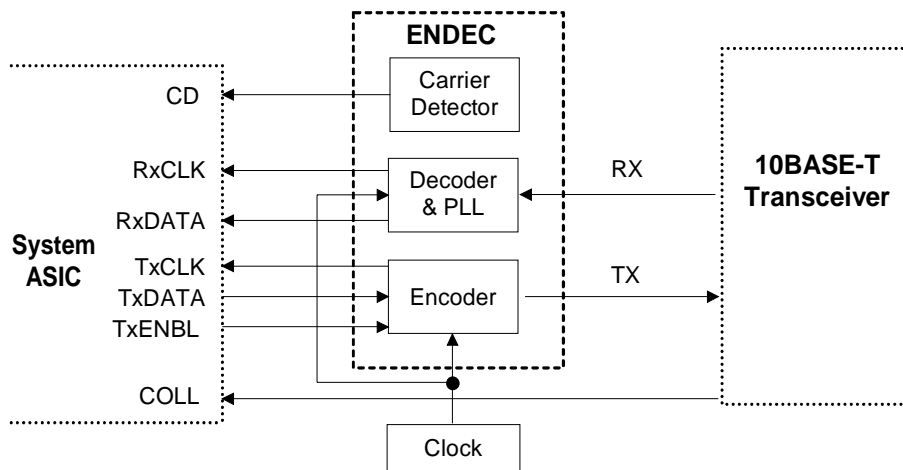 ENDEC
Carrier
Detector
CD
RxCLK
Decoder
& PLL
RX
10BASE-T
Transceiver
RxDATA
System
ASIC
TxCLK
TxDATA
Encoder
TX
TxENBL
COLL
Clock